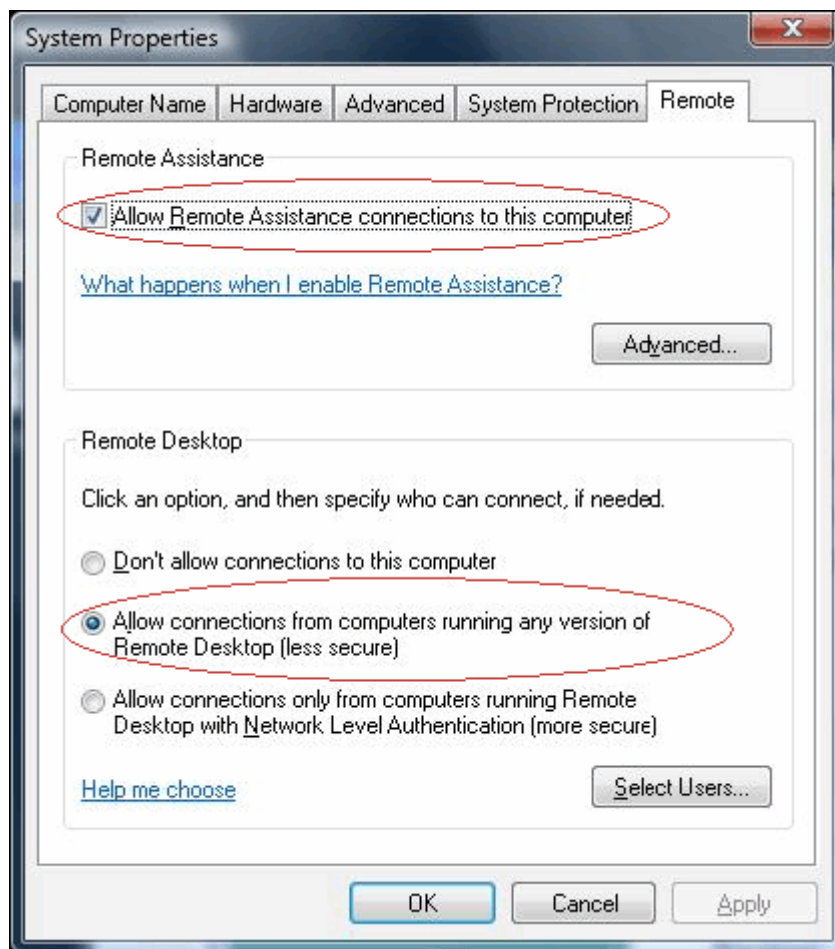 System Properties
Computer Name Hardware Advanced System Protection Remote
Remote Assistance
Allow Remote Assistance connections to this computer
What happens when I enable Remote Assistance?
Advanced...
Remote Desktop
Click an option, and then specify who can connect, if needed.
Don't allow connections to this computer
Allow connections from computers running any version of
Remote Desktop (less secure)
Allow connections only from computers running Remote
Desktop with Network Level Authentication (more secure)
Help me choose
Select Users...
OK Cancel Apply